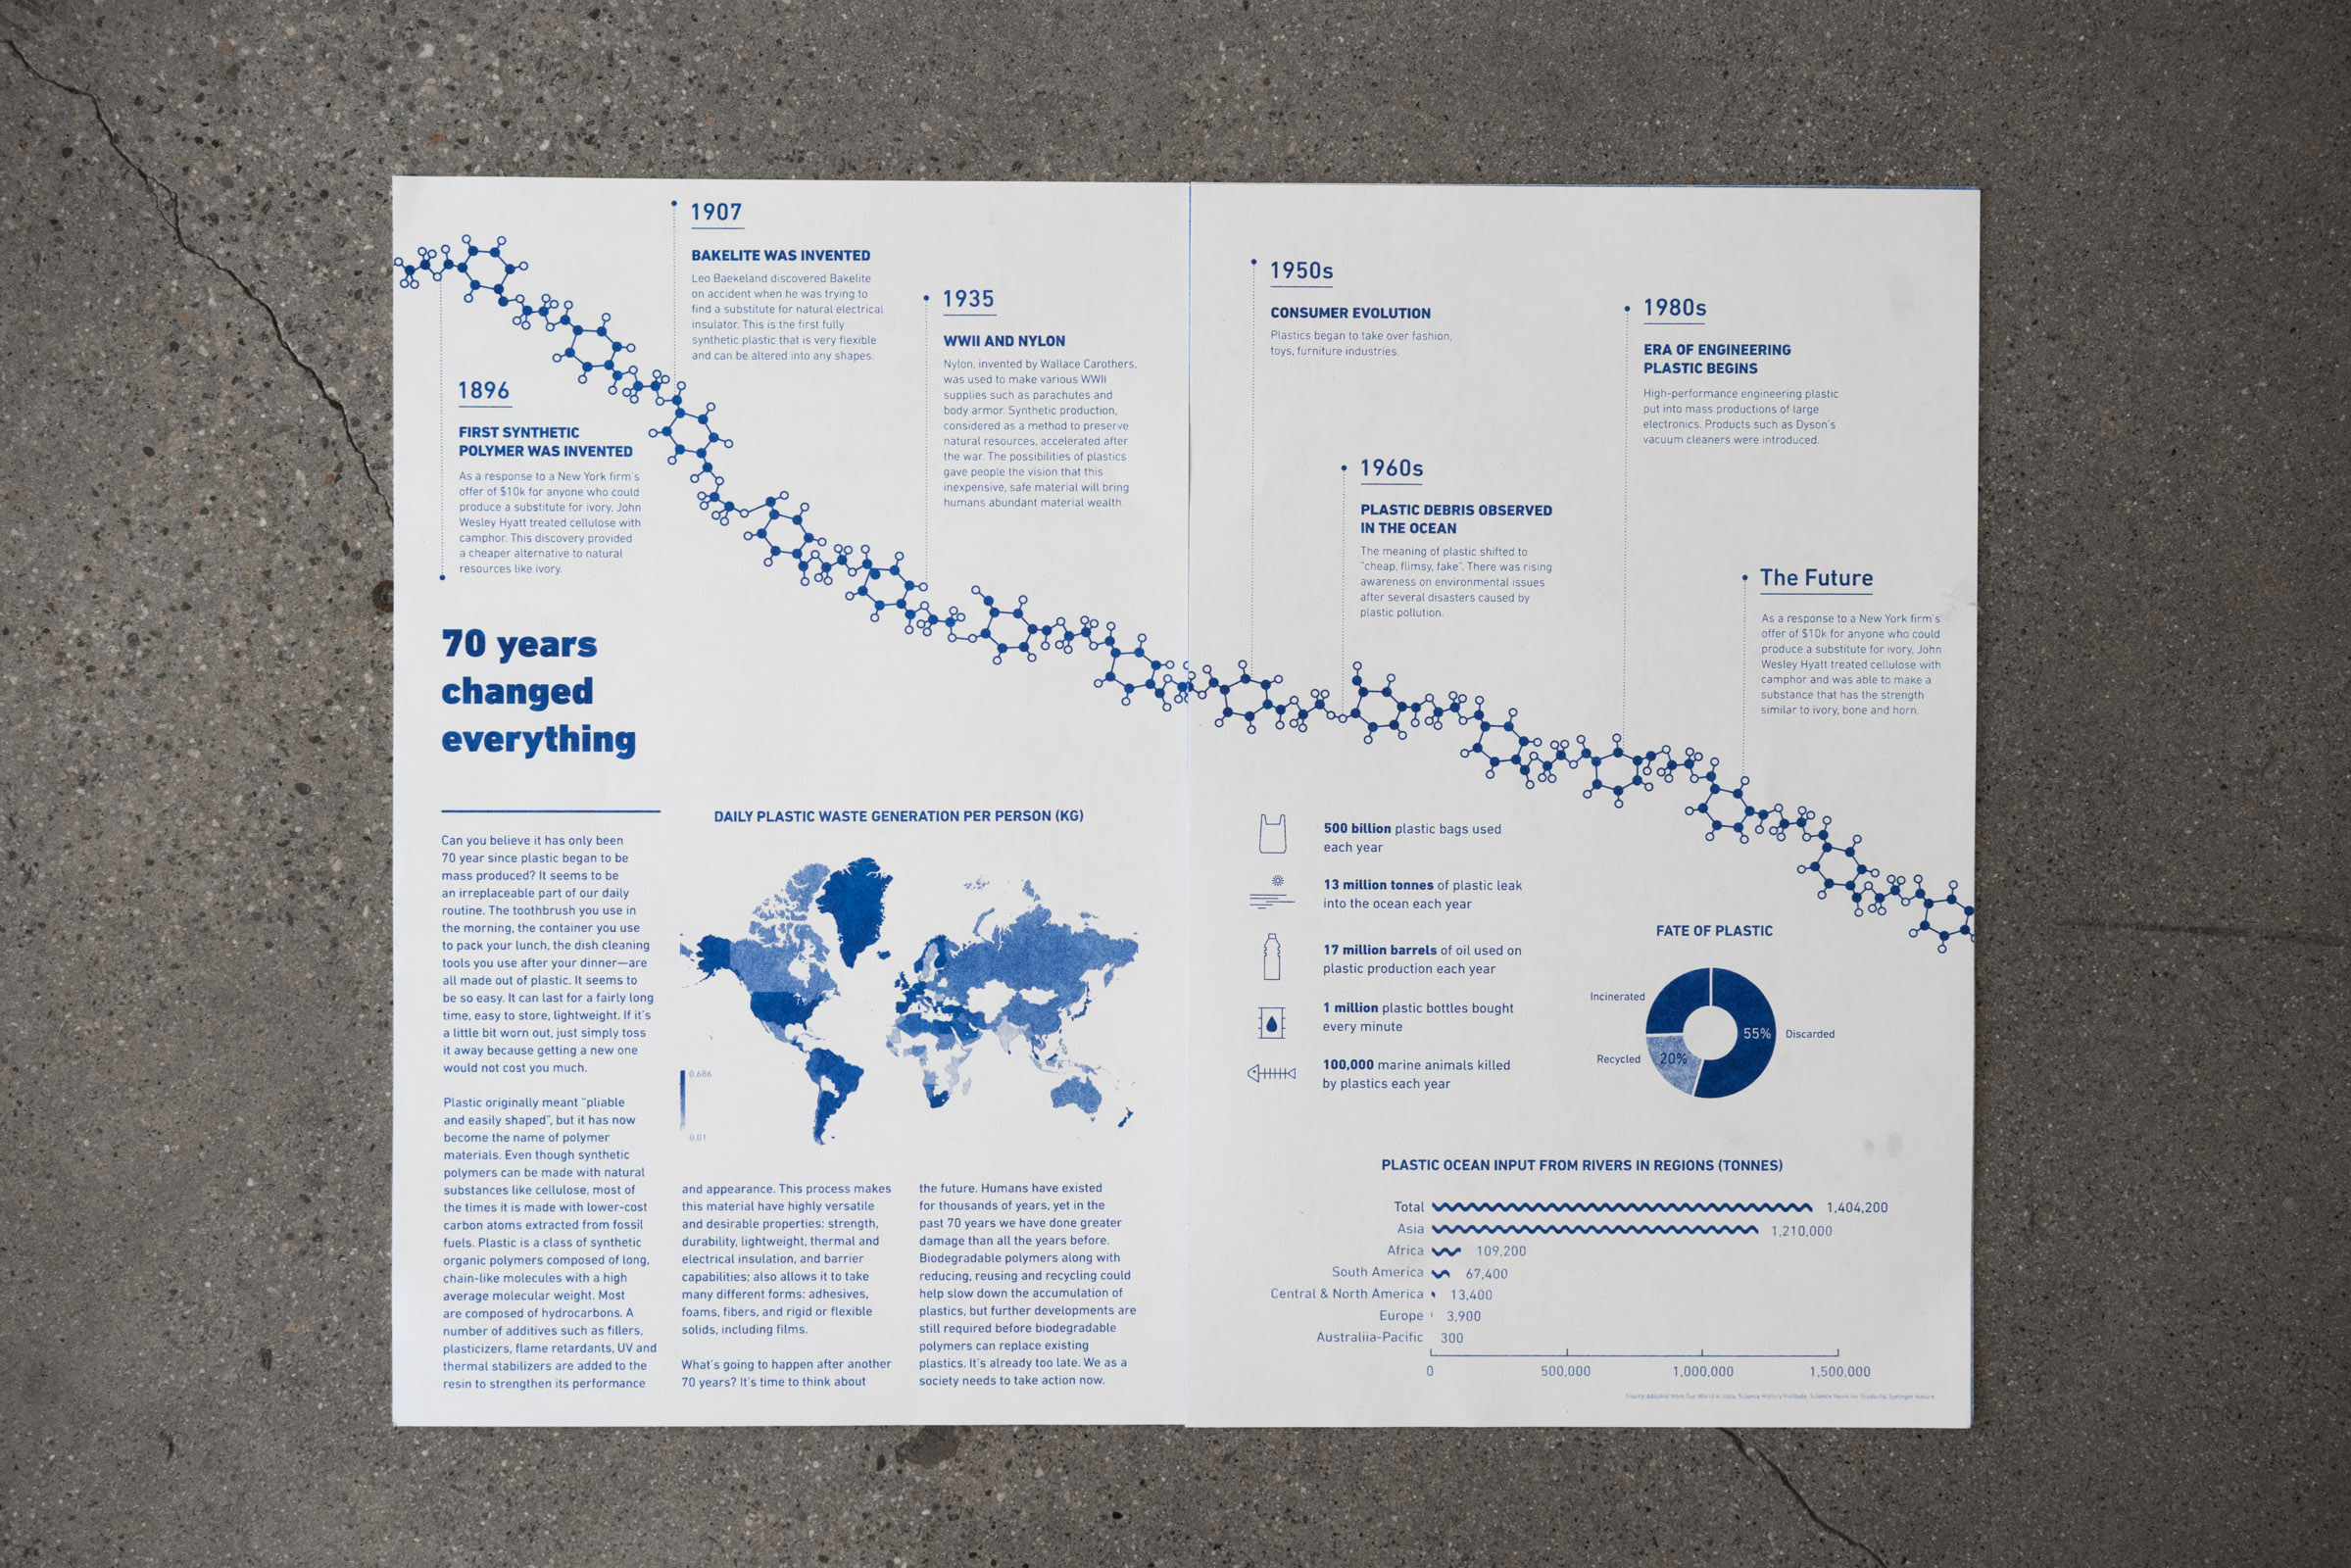 1896
FIRST SYNTHETIC
POLYMER WAS INVENTED
As a response to a New York firm's
offer of $10k for anyone who could
produce a substitute for ivory, John
Wesley Hyatt treated cellulose with
camphor. This discovery provided
a cheaper alternative to natural
resources like ivory.
1907
BAKELITE WAS INVENTED
Leo Baekeland discovered Bakelite
on accident when he was trying to
find a substitute for natural electrical
insulator. This is the first fully
synthetic plastic that is very flexible
and can be altered into any shapes.
1935
WWII AND NYLON
Nylon, invented by Wallace Carothers,
was used to make various WWII
supplies such as parachutes and
body armor. Synthetic production,
considered as a method to preserve
natural resources, accelerated after
the war. The possibilities of plastics
gave people the vision that this
inexpensive, safe material will bring
humans abundant material wealth.
1950s
CONSUMER EVOLUTION
Plastics began to take over fashion,
toys, furniture industries.
1960s
PLASTIC DEBRIS OBSERVED
IN THE OCEAN
The meaning of plastic shifted to
"cheap, flimsy, fake". There was rising
awareness on environmental issues
after several disasters caused by
plastic pollution.
1980s
ERA OF ENGINEERING
PLASTIC BEGINS
High-performance engineering plastic
put into mass productions of large
electronics. Products such as Dyson's
vacuum cleaners were introduced.
The Future
As a response to a New York firm's
offer of $10k for anyone who could
produce a substitute for ivory, John
Wesley Hyatt treated cellulose with
camphor and was able to make a
substance that has the strength
similar to ivory, bone and horn.
70 years
changed
everything
Can you believe it has only been
70 year since plastic began to be
mass produced? It seems to be
an irreplaceable part of our daily
routine. The toothbrush you use in
the morning, the container you use
to pack your lunch, the dish cleaning
tools you use after your dinner—are
all made out of plastic. It seems to
be so easy. It can last for a fairly long
time, easy to store, lightweight. If it's
a little bit worn out, just simply toss
it away because getting a new one
would not cost you much.
Plastic originally meant "pliable
and easily shaped", but it has now
become the name of polymer
materials. Even though synthetic
polymers can be made with natural
substances like cellulose, most of
the times it is made with lower-cost
carbon atoms extracted from fossil
fuels. Plastic is a class of synthetic
organic polymers composed of long,
chain-like molecules with a high
average molecular weight. Most
are composed of hydrocarbons. A
number of additives such as fillers,
plasticizers, flame retardants, UV and
thermal stabilizers are added to the
resin to strengthen its performance
DAILY PLASTIC WASTE GENERATION PER PERSON (KG)
0.686
0.01
and appearance. This process makes
this material have highly versatile
and desirable properties: strength,
durability, lightweight, thermal and
electrical insulation, and barrier
capabilities; also allows it to take
many different forms: adhesives,
foams, fibers, and rigid or flexible
solids, including films.
What's going to happen after another
70 years? It's time to think about
the future. Humans have existed
for thousands of years, yet in the
past 70 years we have done greater
damage than all the years before.
Biodegradable polymers along with
reducing, reusing and recycling could
help slow down the accumulation of
plastics, but further developments are
still required before biodegradable
polymers can replace existing
plastics. It's already too late. We as a
society needs to take action now.
500 billion plastic bags used
each year
13 million tonnes of plastic leak
into the ocean each year
17 million barrels of oil used on
plastic production each year
1 million plastic bottles bought
every minute
100,000 marine animals killed
by plastics each year
FATE OF PLASTIC
Incinerated
55% Discarded
Recycled 20%
PLASTIC OCEAN INPUT FROM RIVERS IN REGIONS (TONNES)
Total 1,404,200
Asia 1,210,000
Africa 109,200
South America 67,400
Central & North America 13,400
Europe 3,900
Australiia-Pacific 300
0 500,000 1,000,000 1,500,000
Source adapted from Our World in Data, Science History Institute, Science News for Students, Springer Nature